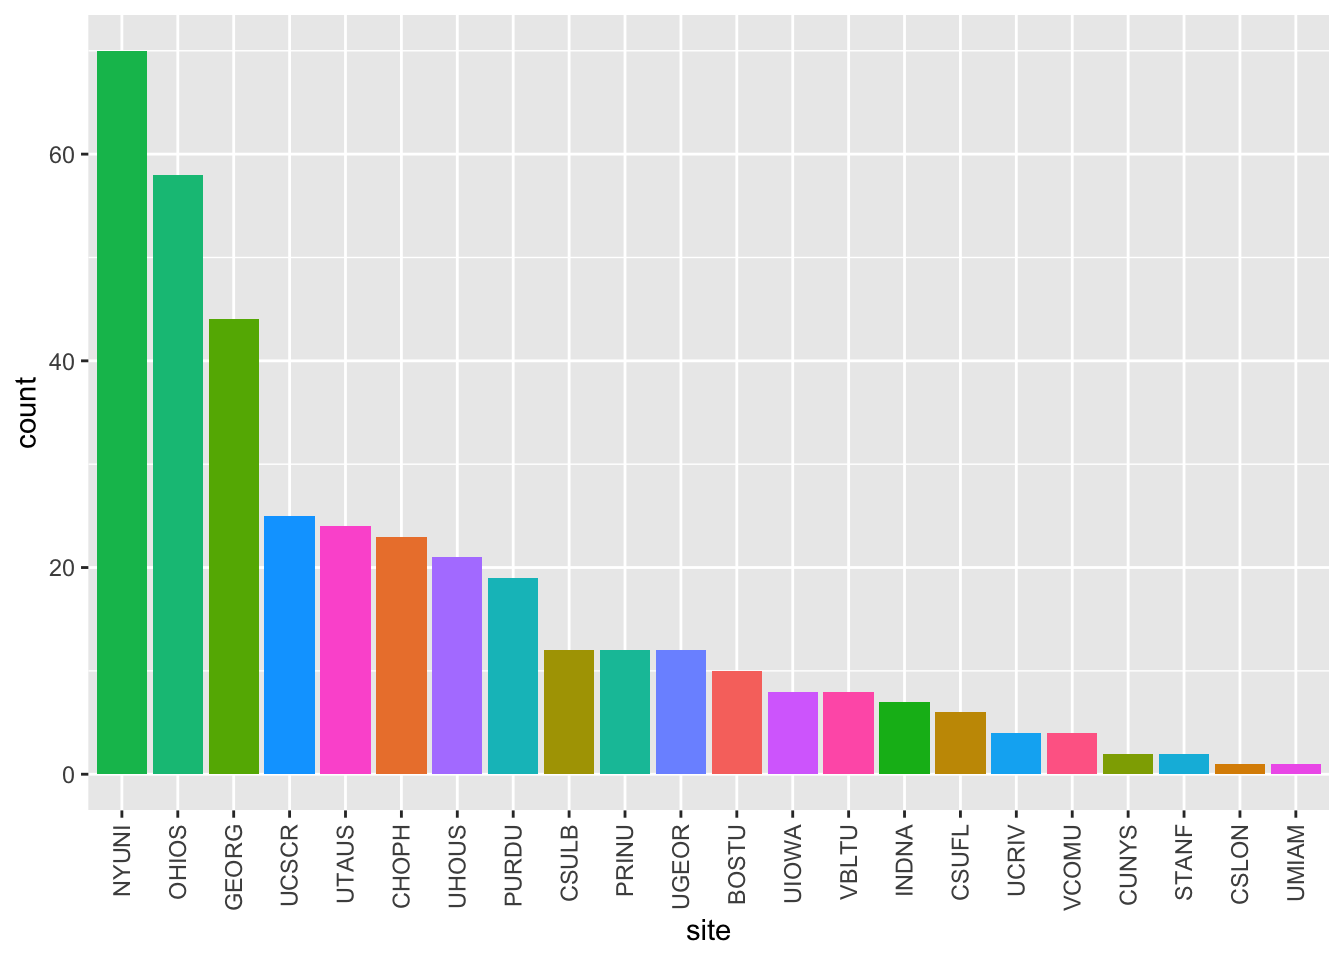 count
60
40
20
0
NYUNI
OHIOS
GEORG
UCSCR
UTAUS
CHOPH
UHOUS
PURDU
CSULB
PRINU
UGEOR
BOSTU
UIOWA
VBLTU
INDNA
CSUFL
UCRIV
VCOMU
CUNYS
STANF
CSLON
UMIAM
site